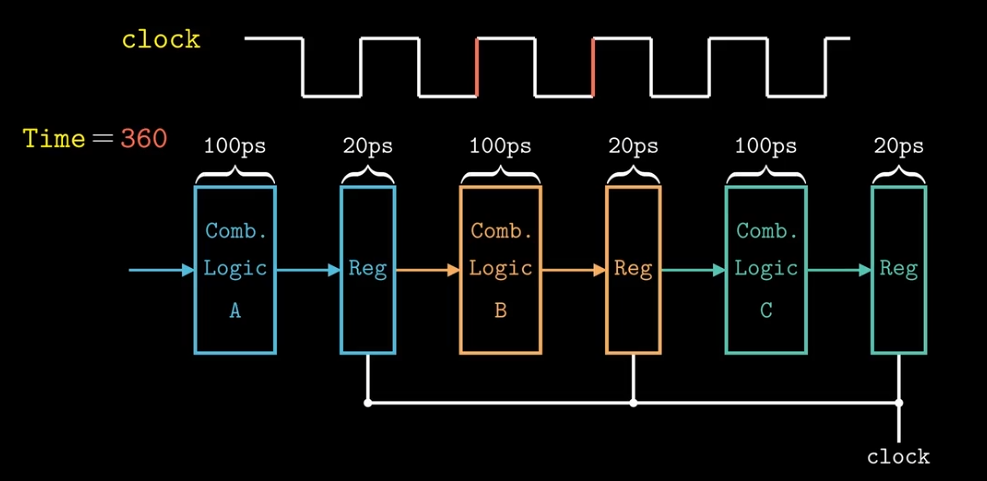 clock
Time = 360
100ps 20ps 100ps 20ps 100ps 20ps
Comb.
Logic
A
Reg
Comb.
Logic
B
Reg
Comb.
Logic
C
Reg
clock